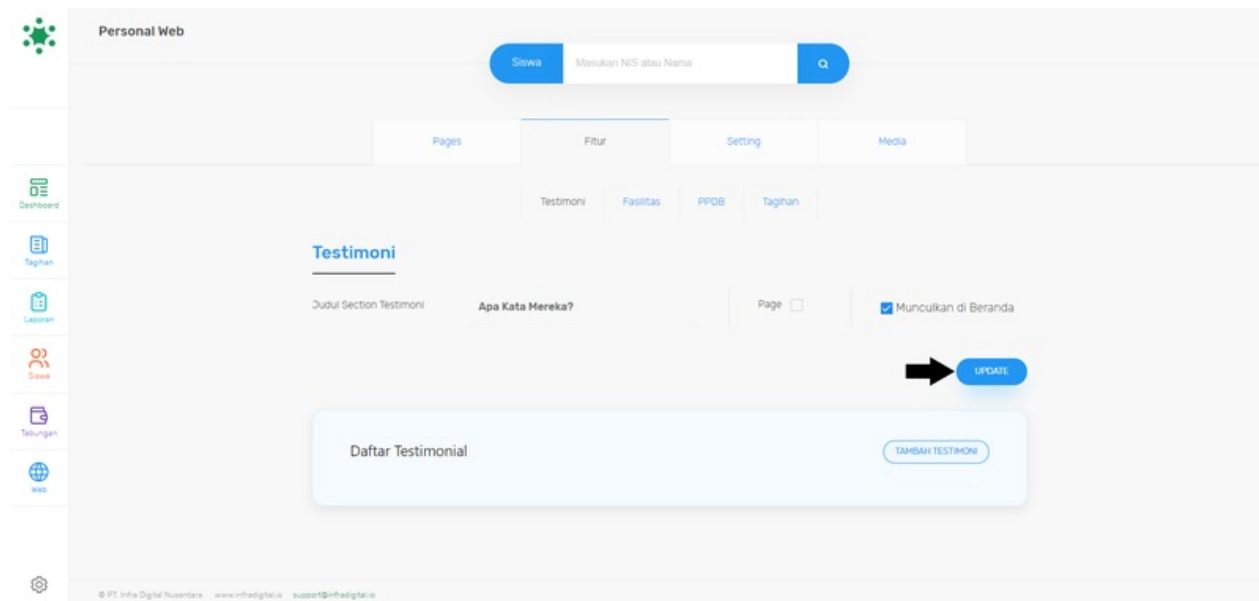 Personal Web
Siswa Masukan NIS atau Nama
Pages Fitur Setting Media
Dashboard
Testimoni Fasilitas PPDB Tagihan
Tagihan
Testimoni
Laporan
Judul Section Testimoni Apa Kata Mereka? Page Munculkan di Beranda
Siswa
UPDATE
Tabungan
Daftar Testimonial TAMBAH TESTIMONI
Web
© PT. Infra Digital Nusantara www.infradigital.io support@infradigital.io